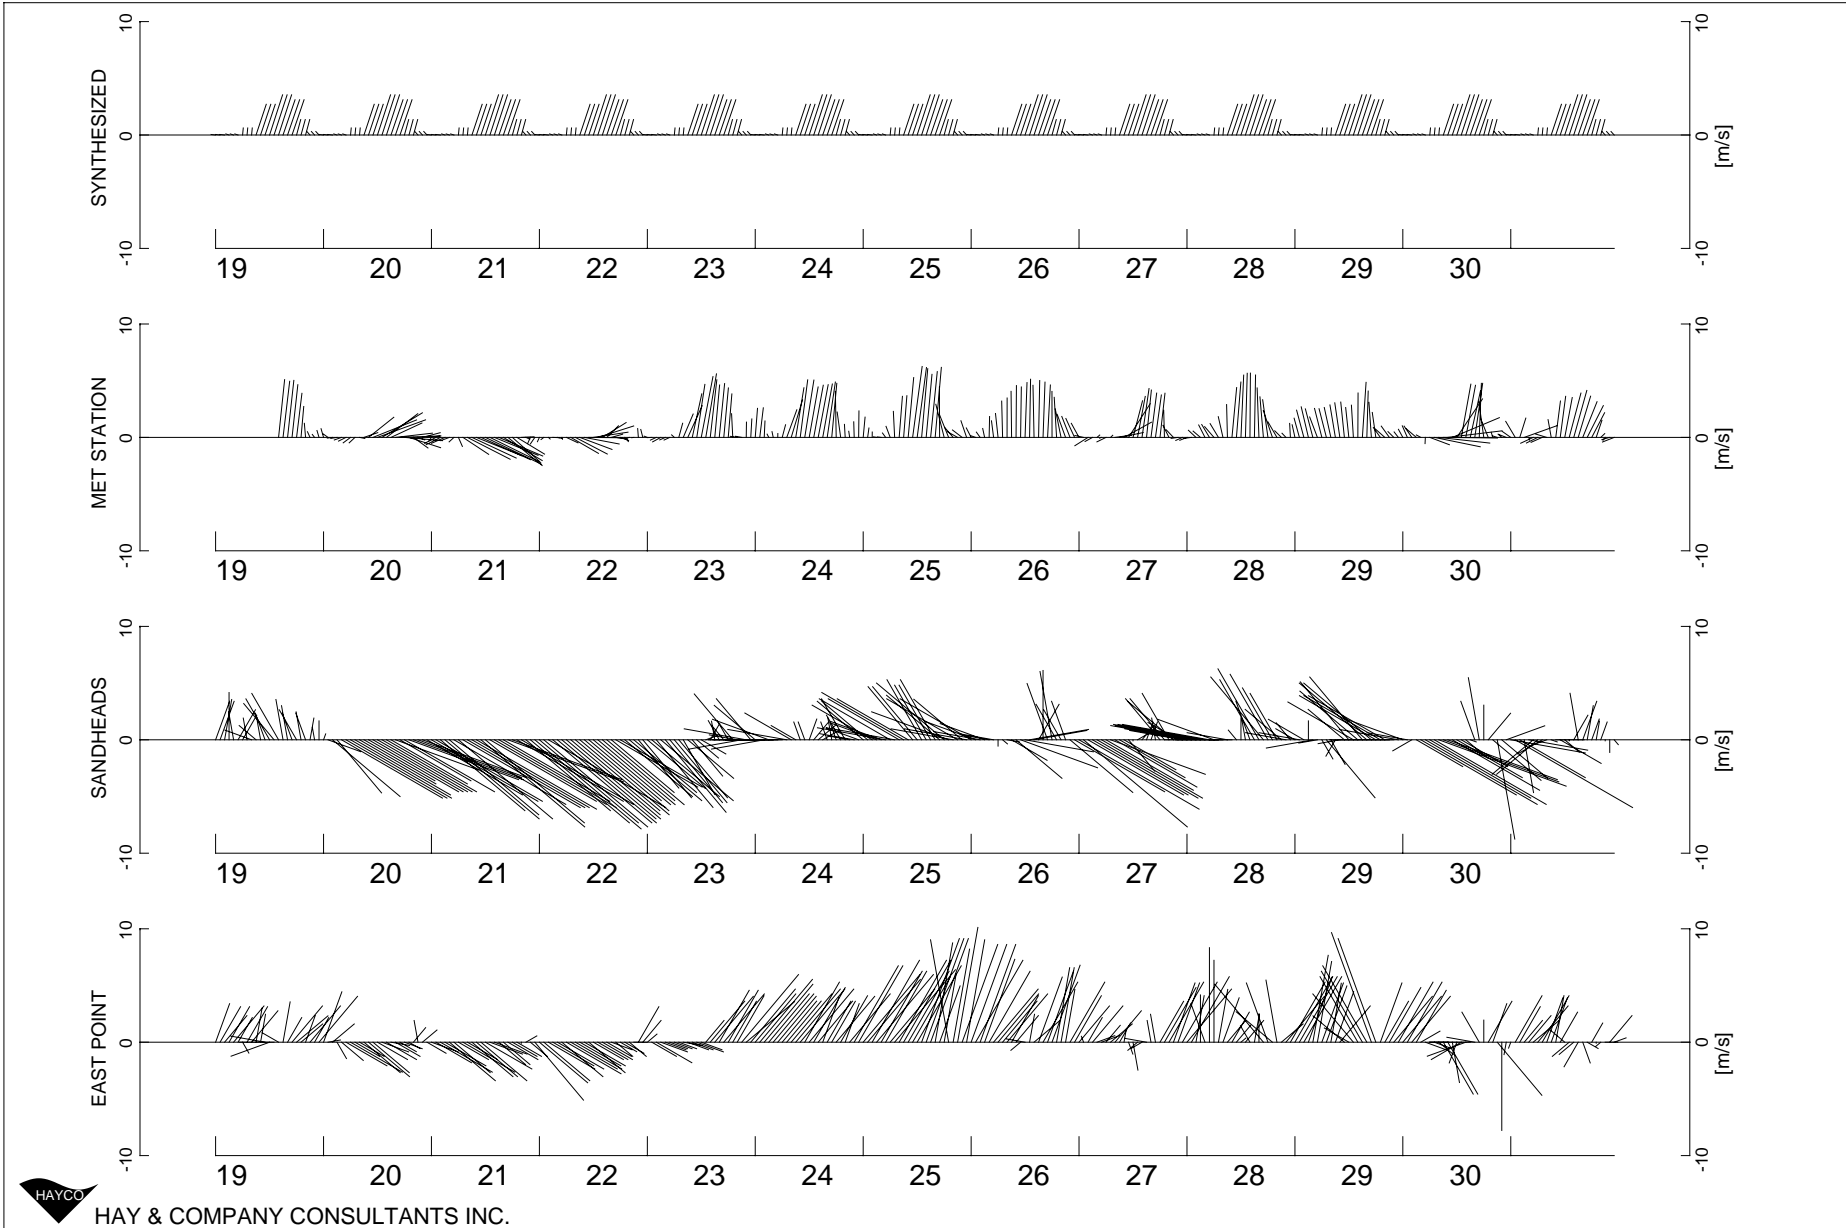 10 10
SYNTHESIZED
0 0
[m/s]
-10 -10
19 20 21 22 23 24 25 26 27 28 29 30
10 10
MET STATION
0 0
[m/s]
-10 -10
19 20 21 22 23 24 25 26 27 28 29 30
10 10
SANDHEADS
0 0
[m/s]
-10 -10
19 20 21 22 23 24 25 26 27 28 29 30
10 10
EAST POINT
0 0
[m/s]
-10 -10
19 20 21 22 23 24 25 26 27 28 29 30
HAYCO
HAY & COMPANY CONSULTANTS INC.